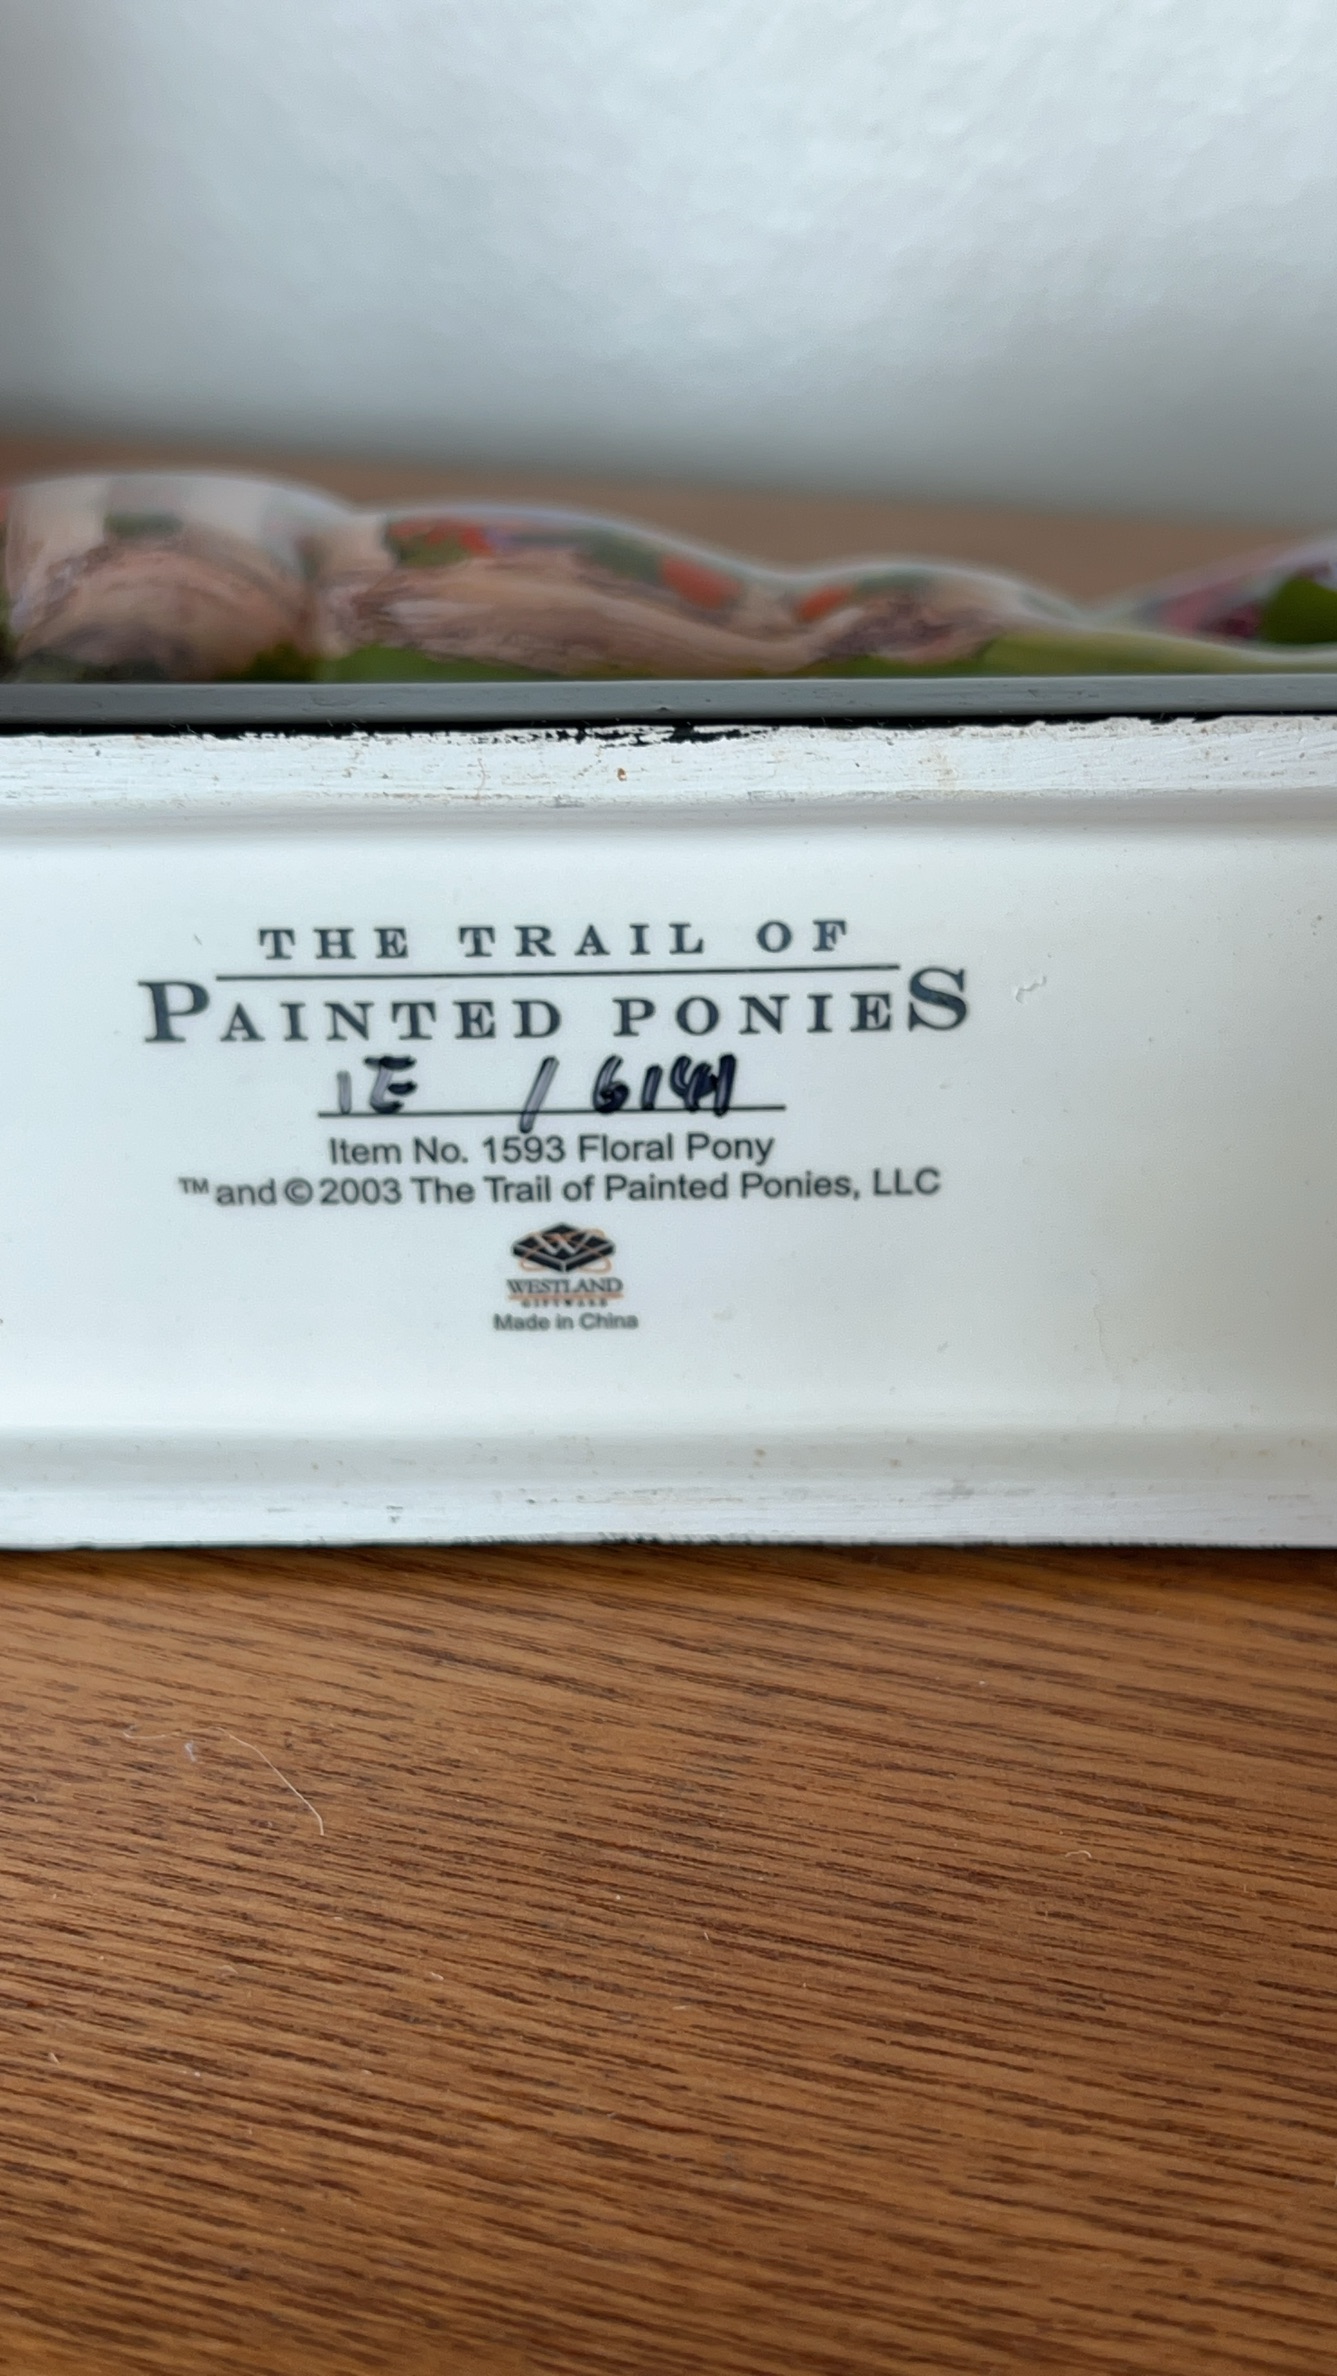 THE TRAIL OF
PAINTED PONIES
1E / 6141
Item No. 1593 Floral Pony
™ and © 2003 The Trail of Painted Ponies, LLC
W
WESTLAND
GIFTWARE
Made in China